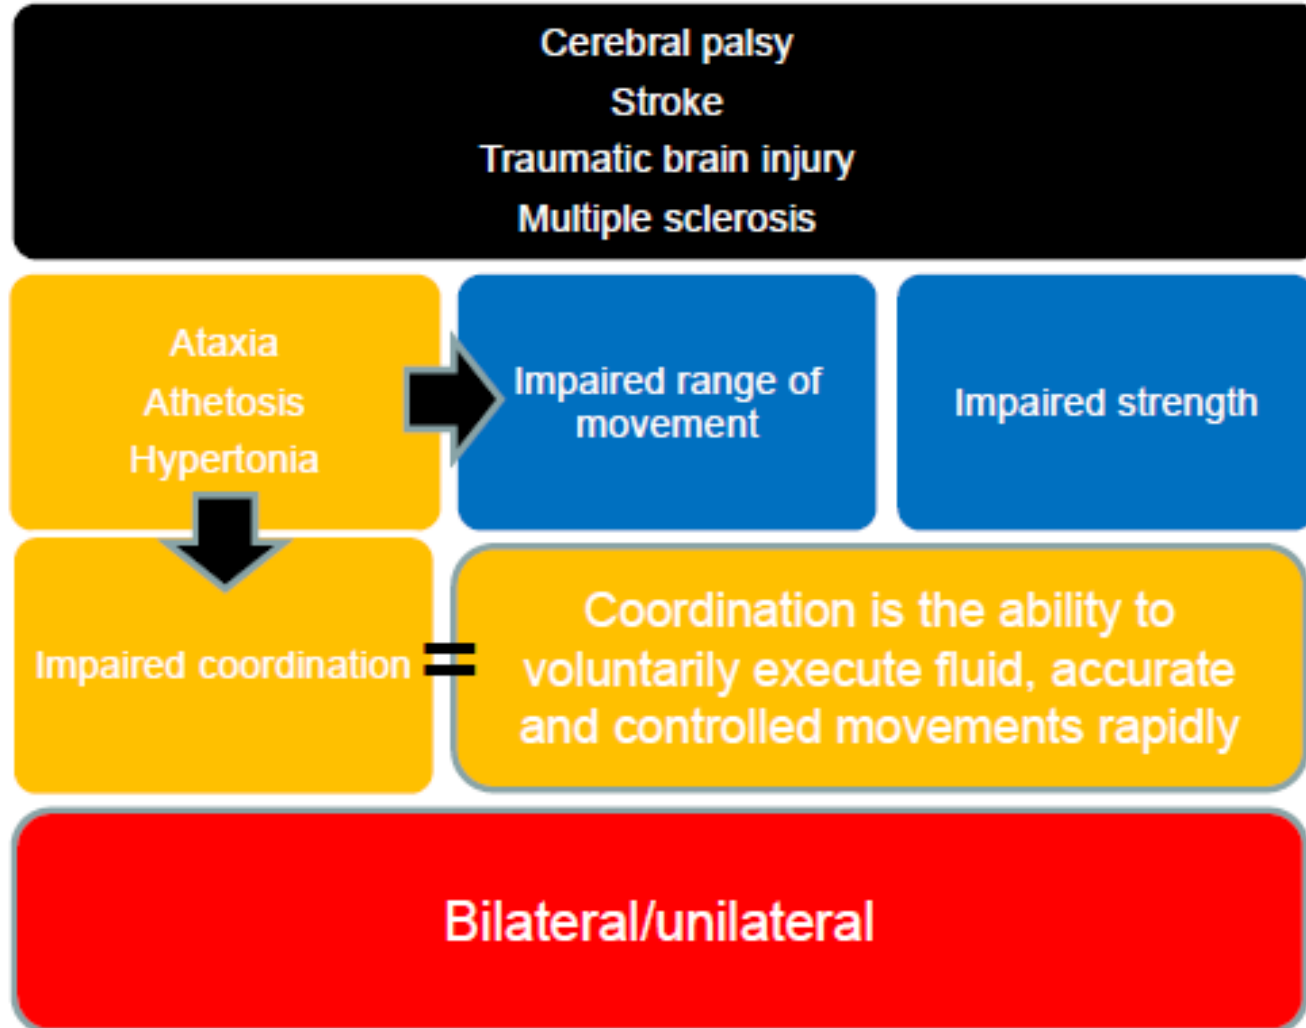 Cerebral palsy
Stroke
Traumatic brain injury
Multiple sclerosis
Ataxia
Athetosis
Hypertonia
Impaired range of
movement
Impaired strength
Impaired coordination
=
Coordination is the ability to
voluntarily execute fluid, accurate
and controlled movements rapidly
Bilateral/unilateral